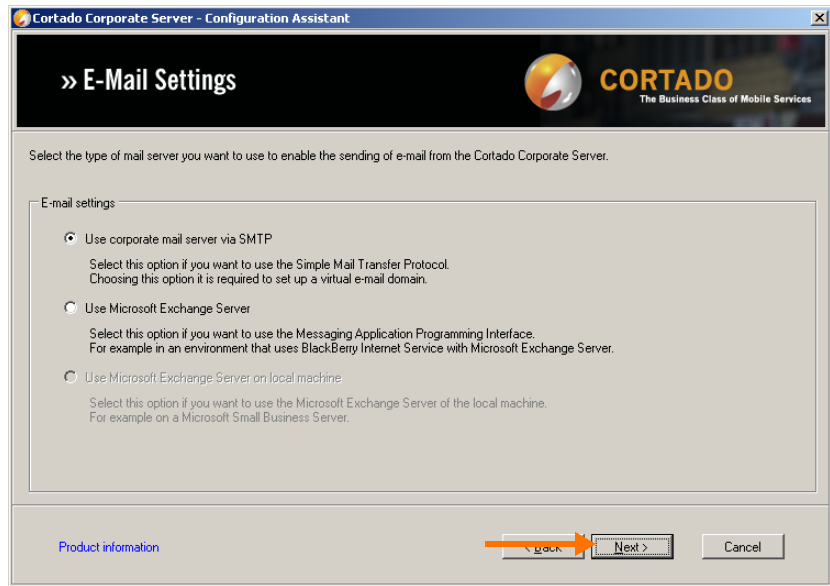 Cortado Corporate Server - Configuration Assistant
» E-Mail Settings
CORTADO
The Business Class of Mobile Services
Select the type of mail server you want to use to enable the sending of e-mail from the Cortado Corporate Server.
E-mail settings
Use corporate mail server via SMTP
Select this option if you want to use the Simple Mail Transfer Protocol.
Choosing this option it is required to set up a virtual e-mail domain.
Use Microsoft Exchange Server
Select this option if you want to use the Messaging Application Programming Interface.
For example in an environment that uses BlackBerry Internet Service with Microsoft Exchange Server.
Use Microsoft Exchange Server on local machine
Select this option if you want to use the Microsoft Exchange Server of the local machine.
For example on a Microsoft Small Business Server.
Product information
< Back
Next >
Cancel